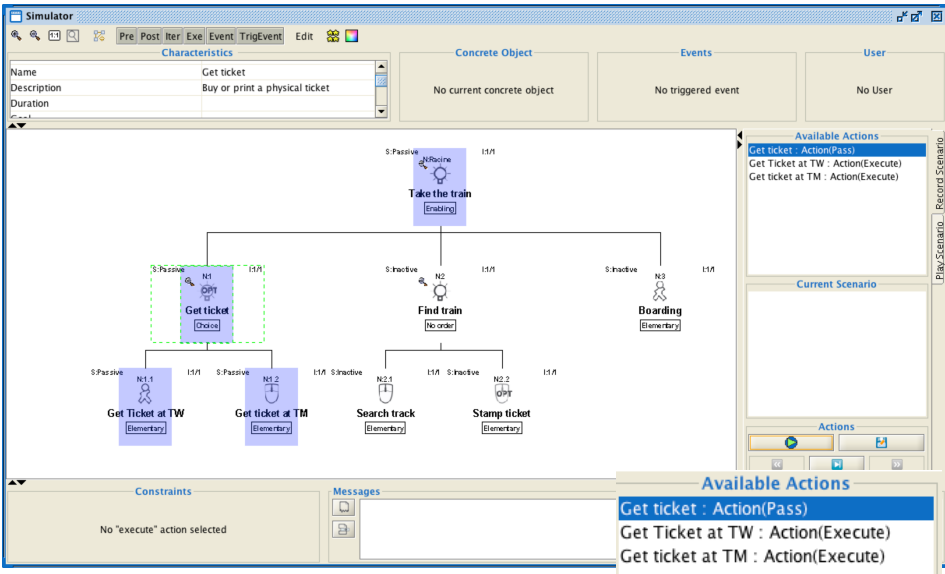 Simulator
1:1
Pre Post Iter Exe Event TrigEvent Edit
Characteristics
Name Get ticket
Description Buy or print a physical ticket
Duration
Concrete Object
No current concrete object
Events
No triggered event
User
No User
S:Passive I:1/1
N:Racine
Take the train
Enabling
S:Passive N:1 I:1/1
OPT
Get ticket
Choice
S:Inactive N:2 I:1/1
Find train
No order
S:Inactive N:3 I:1/1
Boarding
Elementary
S:Passive N:1.1 I:1/1
Get Ticket at TW
Elementary
S:Passive N:1.2 I:1/1
Get ticket at TM
Elementary
S:Inactive N:2.1 I:1/1
Search track
Elementary
S:Inactive N:2.2 I:1/1
OPT
Stamp ticket
Elementary
Available Actions
Get ticket : Action(Pass)
Get Ticket at TW : Action(Execute)
Get ticket at TM : Action(Execute)
Record Scenario
Play Scenario
Current Scenario
Actions
Constraints
No "execute" action selected
Messages
Available Actions
Get ticket : Action(Pass)
Get Ticket at TW : Action(Execute)
Get ticket at TM : Action(Execute)